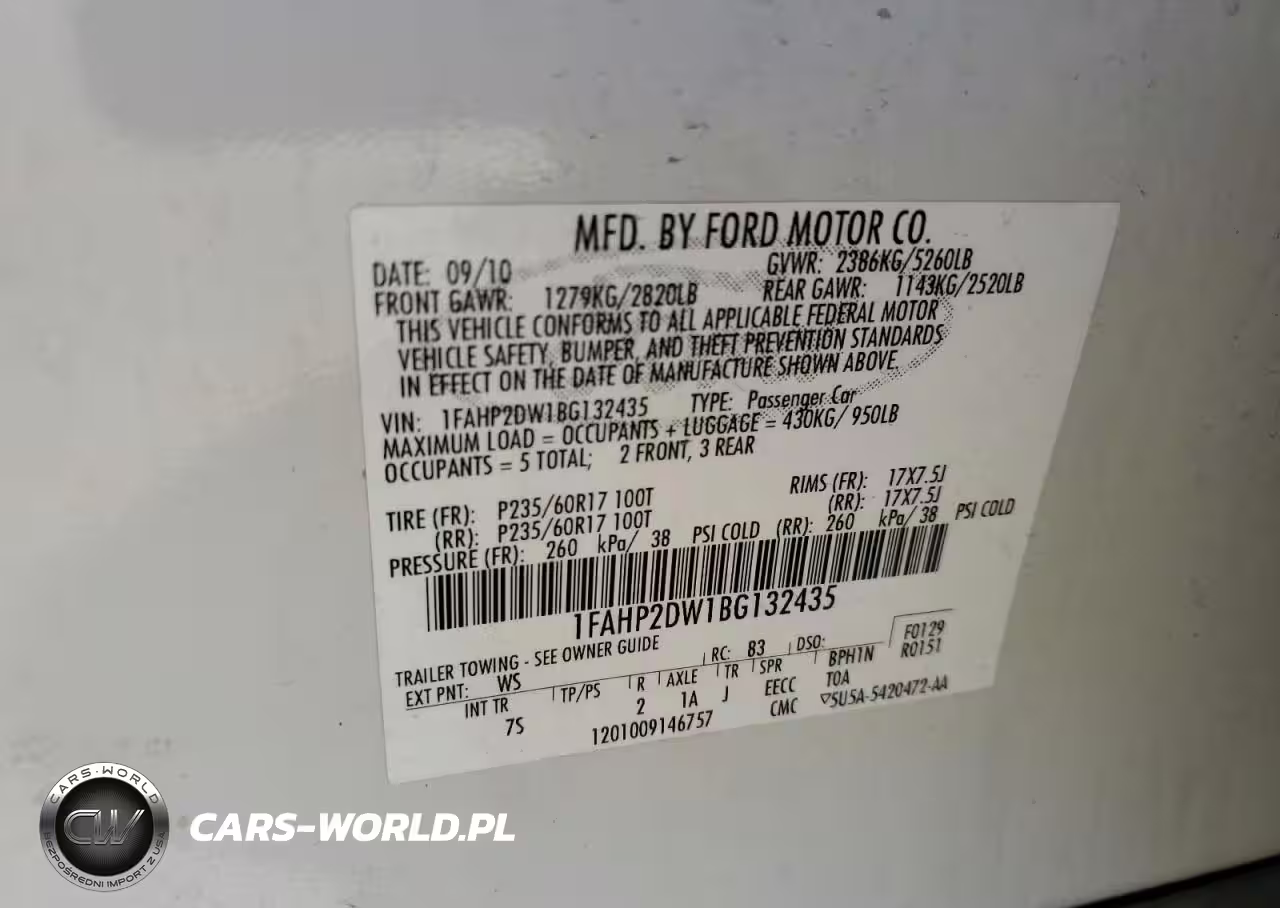 MFD. BY FORD MOTOR CO.
DATE: 09/10 GVWR: 2386KG/5260LB
FRONT GAWR: 1279KG/2820LB REAR GAWR: 1143KG/2520LB
THIS VEHICLE CONFORMS TO ALL APPLICABLE FEDERAL MOTOR
VEHICLE SAFETY, BUMPER, AND THEFT PREVENTION STANDARDS
IN EFFECT ON THE DATE OF MANUFACTURE SHOWN ABOVE.
VIN: 1FAHP2DW1BG132435 TYPE: Passenger Car
MAXIMUM LOAD = OCCUPANTS + LUGGAGE = 430KG/ 950LB
OCCUPANTS = 5 TOTAL; 2 FRONT, 3 REAR
TIRE (FR): P235/60R17 100T RIMS (FR): 17X7.5J
(RR): P235/60R17 100T (RR): 17X7.5J
PRESSURE (FR): 260 kPa/ 38 PSI COLD (RR): 260 kPa/ 38 PSI COLD
1FAHP2DW1BG132435
TRAILER TOWING - SEE OWNER GUIDE
F0129
EXT PNT: WS RC: 83 DSO: R0151
INT TR TP/PS R AXLE TR SPR BPH1N
7S 2 1A J EECC TOA
1201009146757 CMC ▽5U5A-5420472-AA
CARS-WORLD
CW
BEZPOŚREDNI IMPORT Z USA
CARS-WORLD.PL